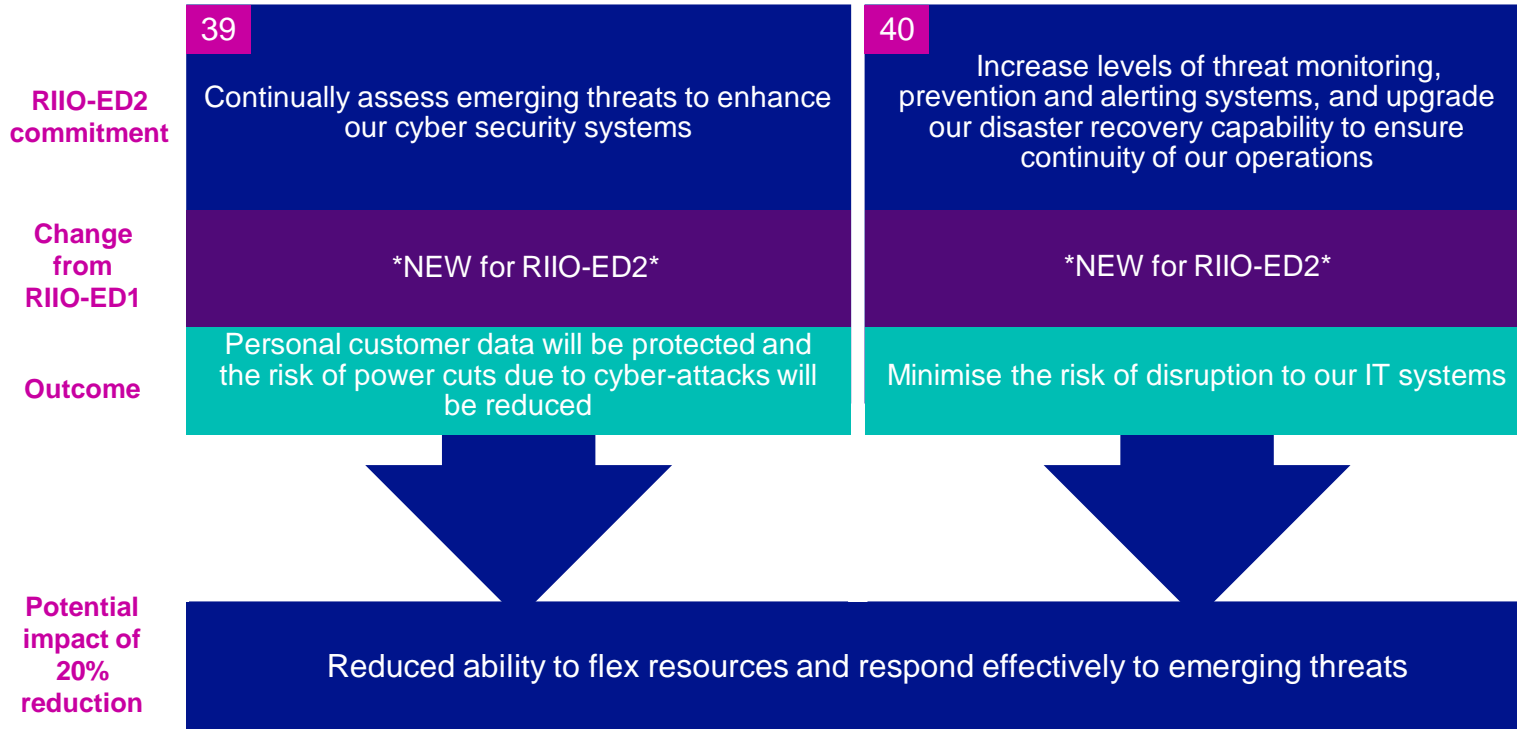 39
40
RIIO-ED2
commitment
Continually assess emerging threats to enhance
our cyber security systems
Increase levels of threat monitoring,
prevention and alerting systems, and upgrade
our disaster recovery capability to ensure
continuity of our operations
Change
from
RIIO-ED1
*NEW for RIIO-ED2*
*NEW for RIIO-ED2*
Outcome
Personal customer data will be protected and
the risk of power cuts due to cyber-attacks will
be reduced
Minimise the risk of disruption to our IT systems
Potential
impact of
20%
reduction
Reduced ability to flex resources and respond effectively to emerging threats